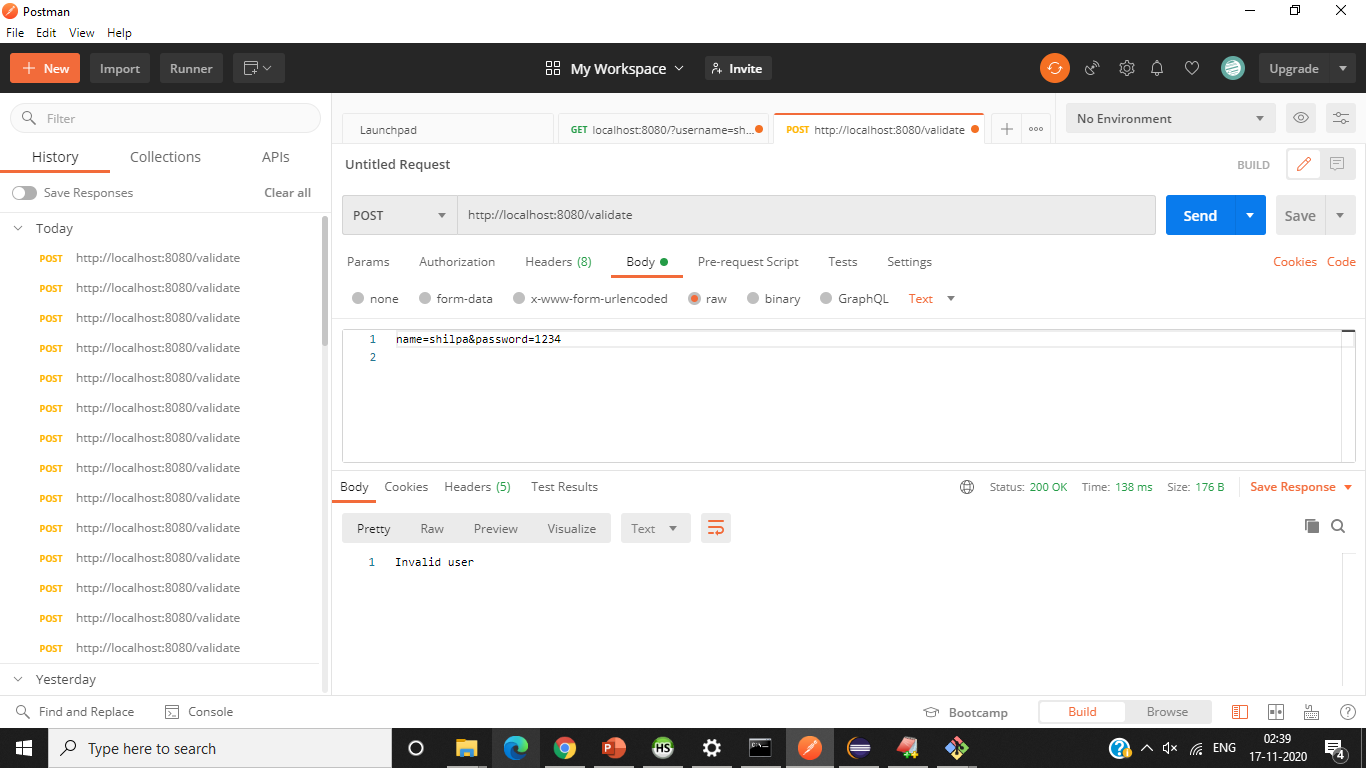 Postman
File Edit View Help
New Import Runner My Workspace Invite Upgrade
Filter
History Collections APIs
Save Responses Clear all
Today
POST http://localhost:8080/validate
POST http://localhost:8080/validate
POST http://localhost:8080/validate
POST http://localhost:8080/validate
POST http://localhost:8080/validate
POST http://localhost:8080/validate
POST http://localhost:8080/validate
POST http://localhost:8080/validate
POST http://localhost:8080/validate
POST http://localhost:8080/validate
POST http://localhost:8080/validate
POST http://localhost:8080/validate
POST http://localhost:8080/validate
POST http://localhost:8080/validate
Yesterday
Launchpad GET localhost:8080/?username=sh... POST http://localhost:8080/validate No Environment
Untitled Request BUILD
POST http://localhost:8080/validate Send Save
Params Authorization Headers (8) Body Pre-request Script Tests Settings Cookies Code
none form-data x-www-form-urlencoded raw binary GraphQL Text
1 name=shilpa&password=1234
2
Body Cookies Headers (5) Test Results Status: 200 OK Time: 138 ms Size: 176 B Save Response
Pretty Raw Preview Visualize Text
1 Invalid user
Find and Replace Console Bootcamp Build Browse
Type here to search HS ENG 02:39
17-11-2020 4